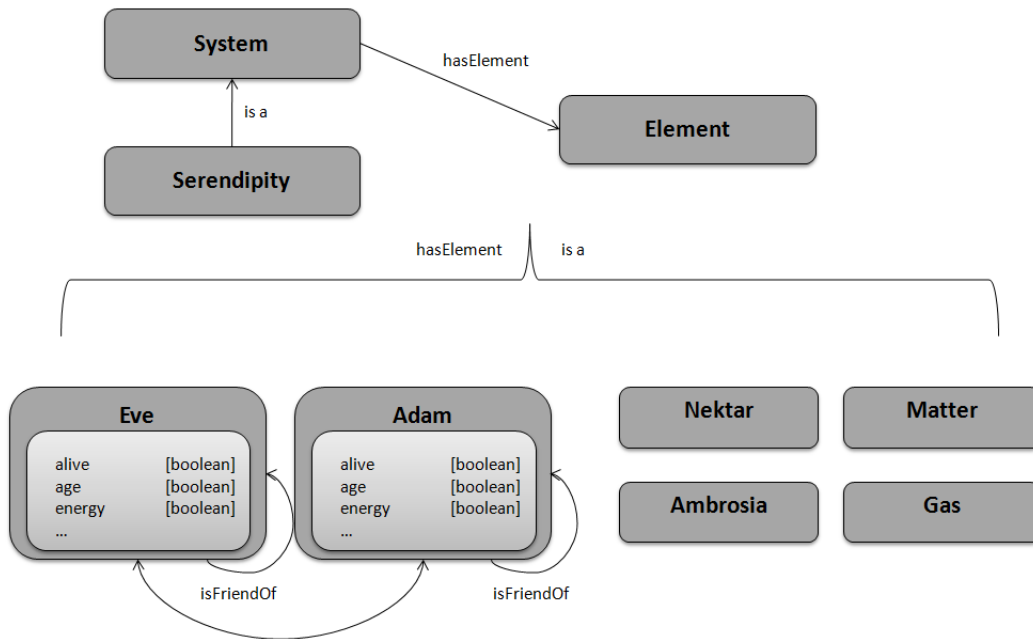 System
hasElement
Element
is a
Serendipity
hasElement is a
Eve
alive [boolean]
age [boolean]
energy [boolean]
...
Adam
alive [boolean]
age [boolean]
energy [boolean]
...
Nektar
Matter
Ambrosia
Gas
isFriendOf
isFriendOf